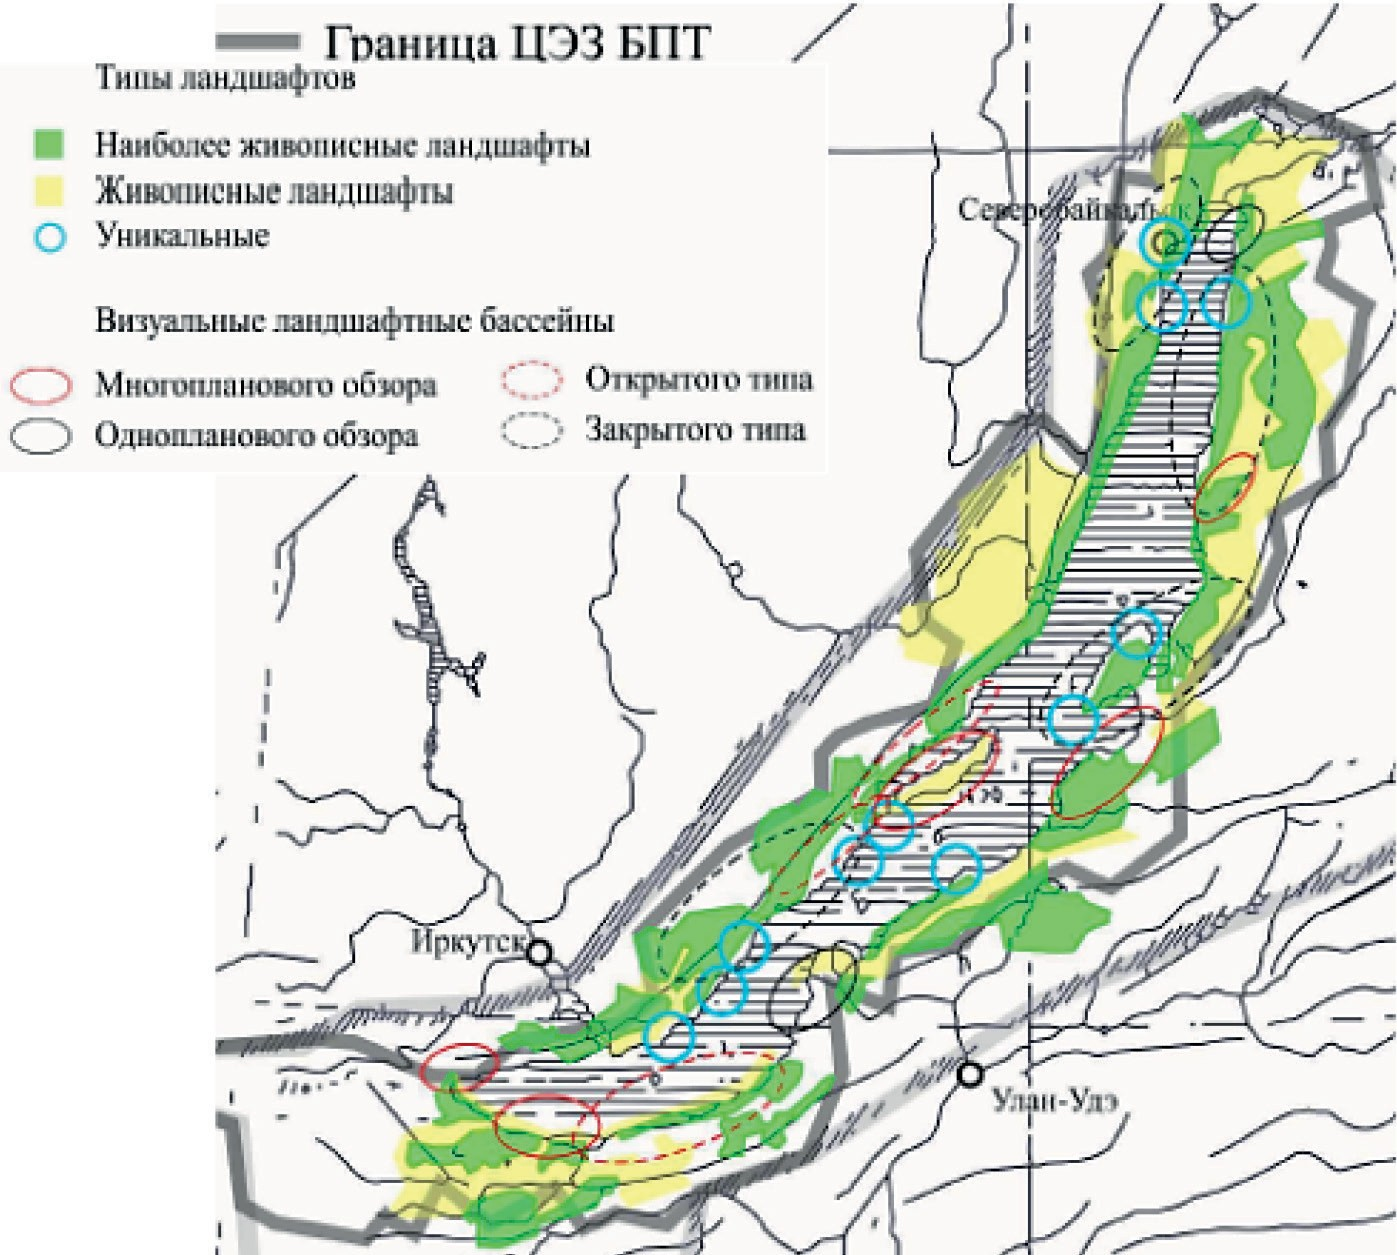 Граница ЦЭЗ БПТ
Типы ландшафтов
Наиболее живописные ландшафты
Живописные ландшафты
Уникальные
Визуальные ландшафтные бассейны
Многопланового обзора
Однопланового обзора
Открытого типа
Закрытого типа
Северобайкальск
Иркутск
Улан-Удэ